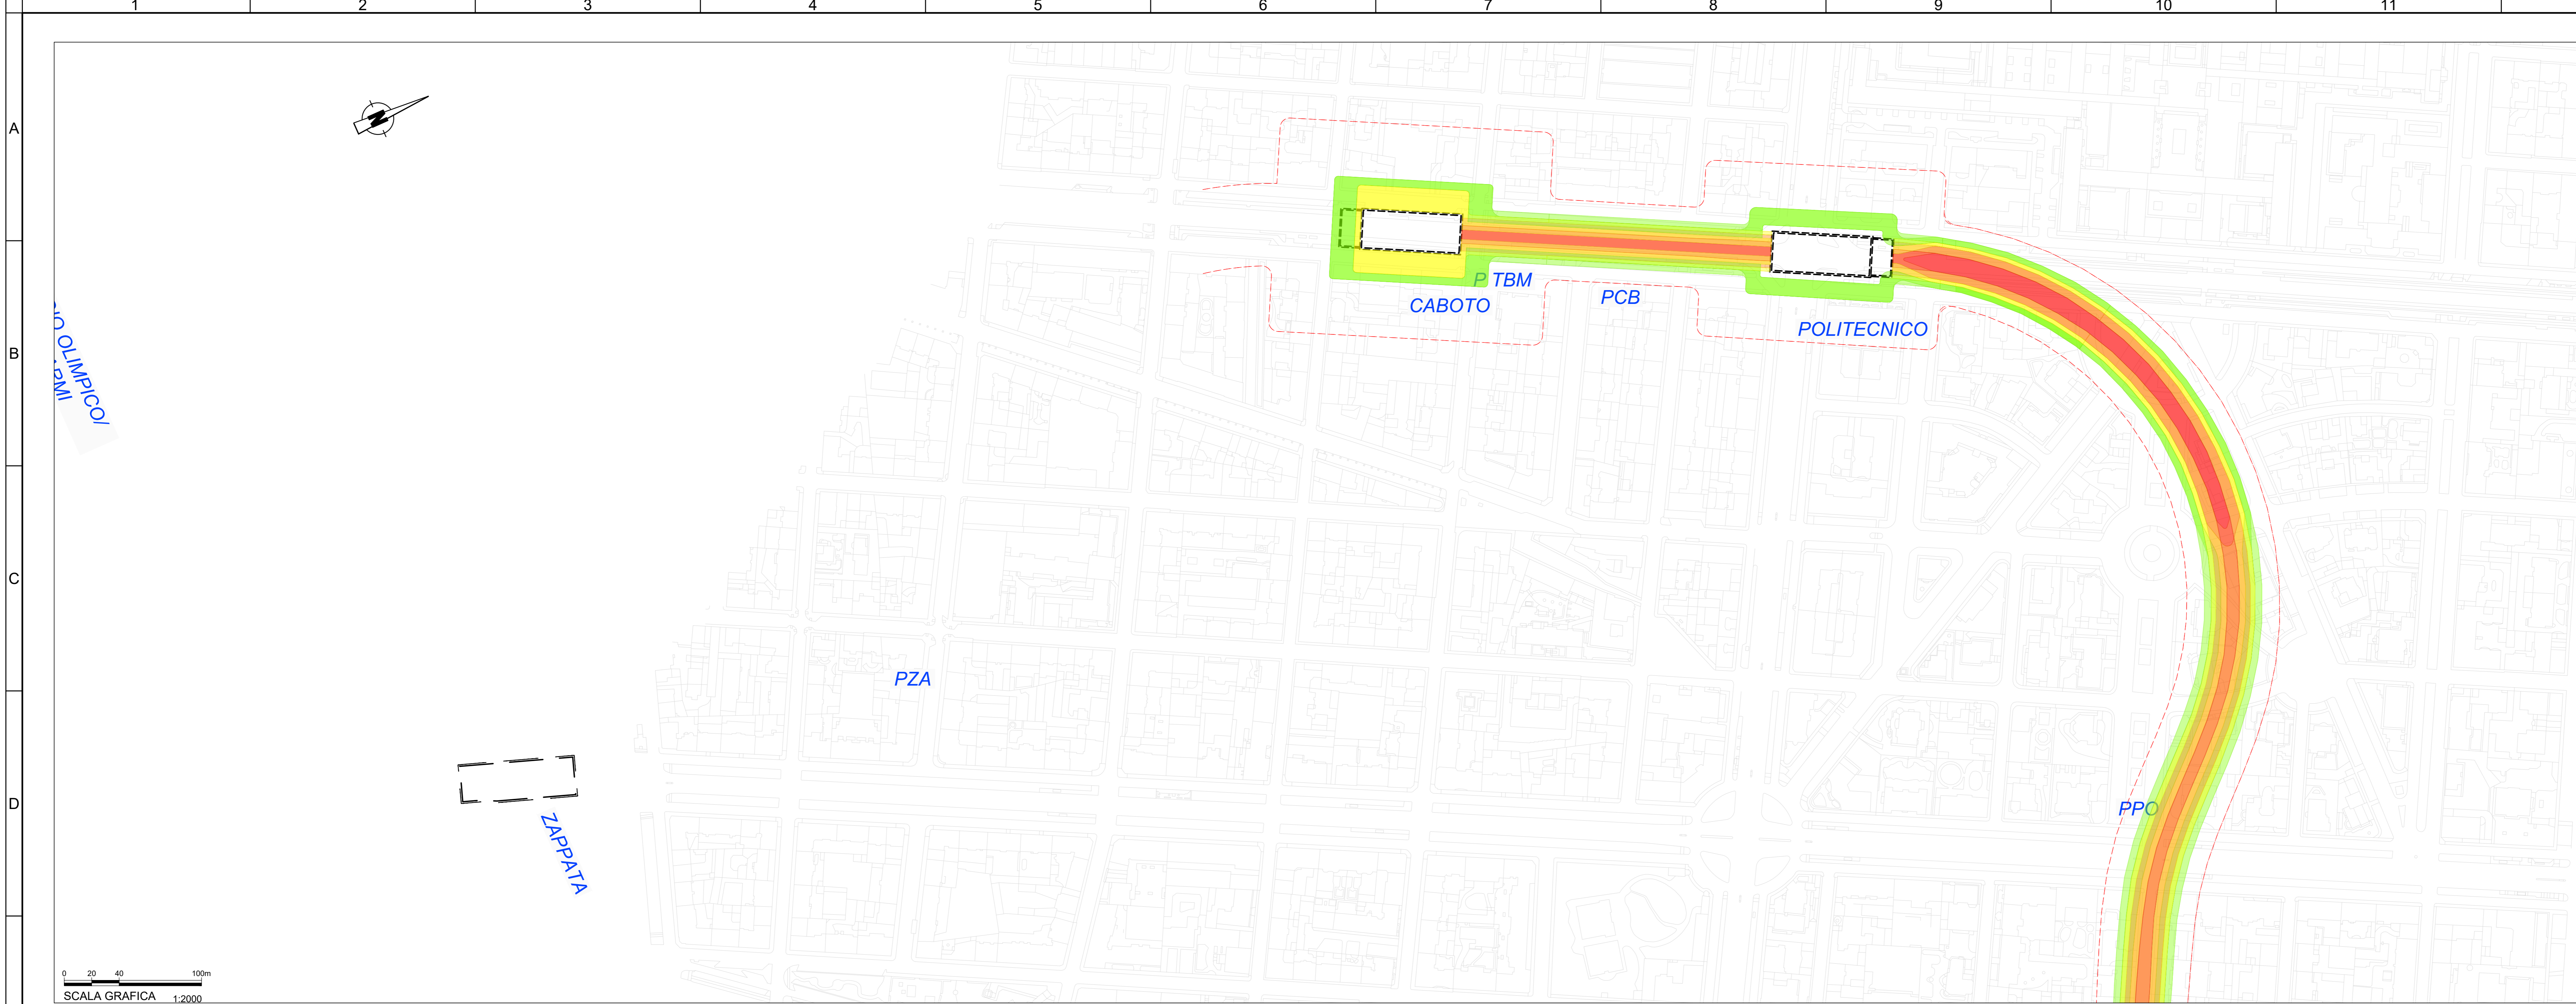 1 2 3 4 5 6 7 8 9 10 11
A
B
C
D
N
P TBM
CABOTO
PCB
POLITECNICO
OLIMPICO/
PZA
ZAPPATA
PPO
0 20 40 100m
SCALA GRAFICA 1:2000